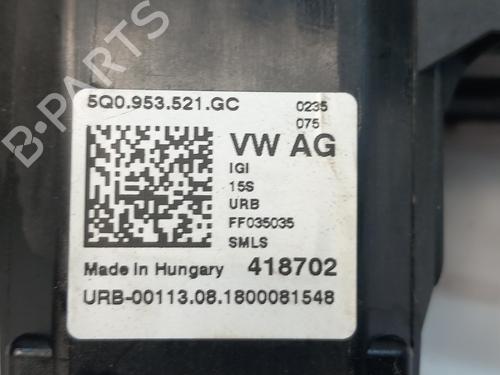 B-PARTS
5Q0.953.521.GC 0235
075
VW AG
IGI
15S
URB
FF035035
SMLS
Made in Hungary 418702
URB-00113.08.1800081548